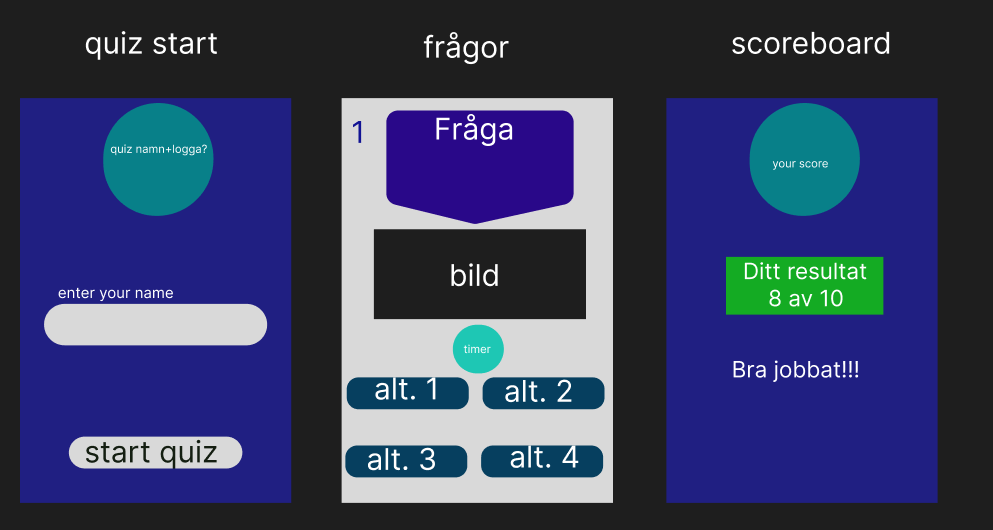 quiz start
quiz namn+logga?
enter your name
start quiz
frågor
1
Fråga
bild
timer
alt. 1
alt. 2
alt. 3
alt. 4
scoreboard
your score
Ditt resultat
8 av 10
Bra jobbat!!!